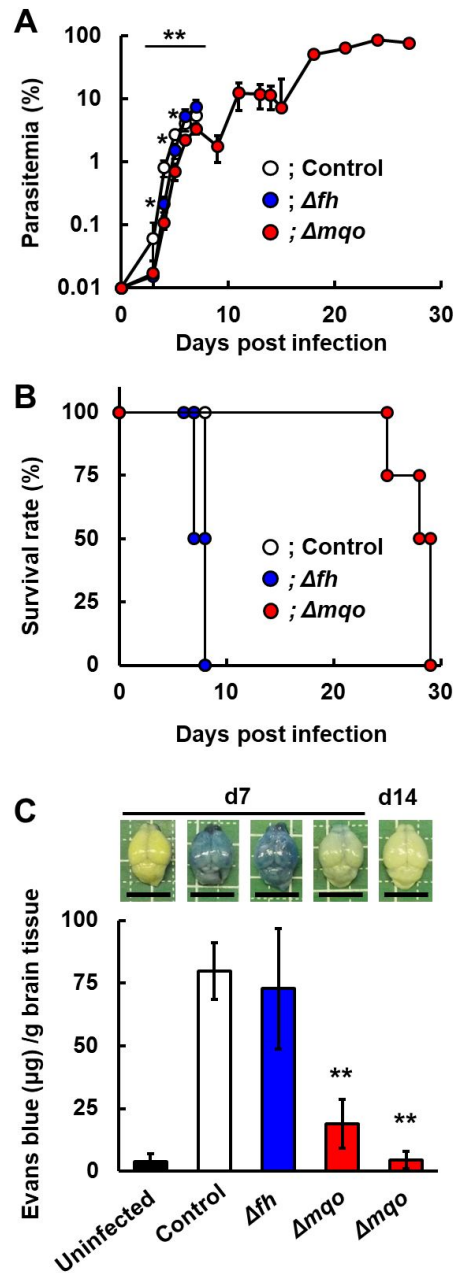 A
**
100
10
1
0.1
0.01
Parasitemia (%)
*
*
*
; Control
; Δfh
; Δmqo
0
10
20
30
Days post infection
B
100
75
50
25
0
Survival rate (%)
; Control
; Δfh
; Δmqo
0
10
20
30
Days post infection
C
d7
d14
100
75
50
25
0
Evans blue (μg) /g brain tissue
**
**
Uninfected
Control
Δfh
Δmqo
Δmqo